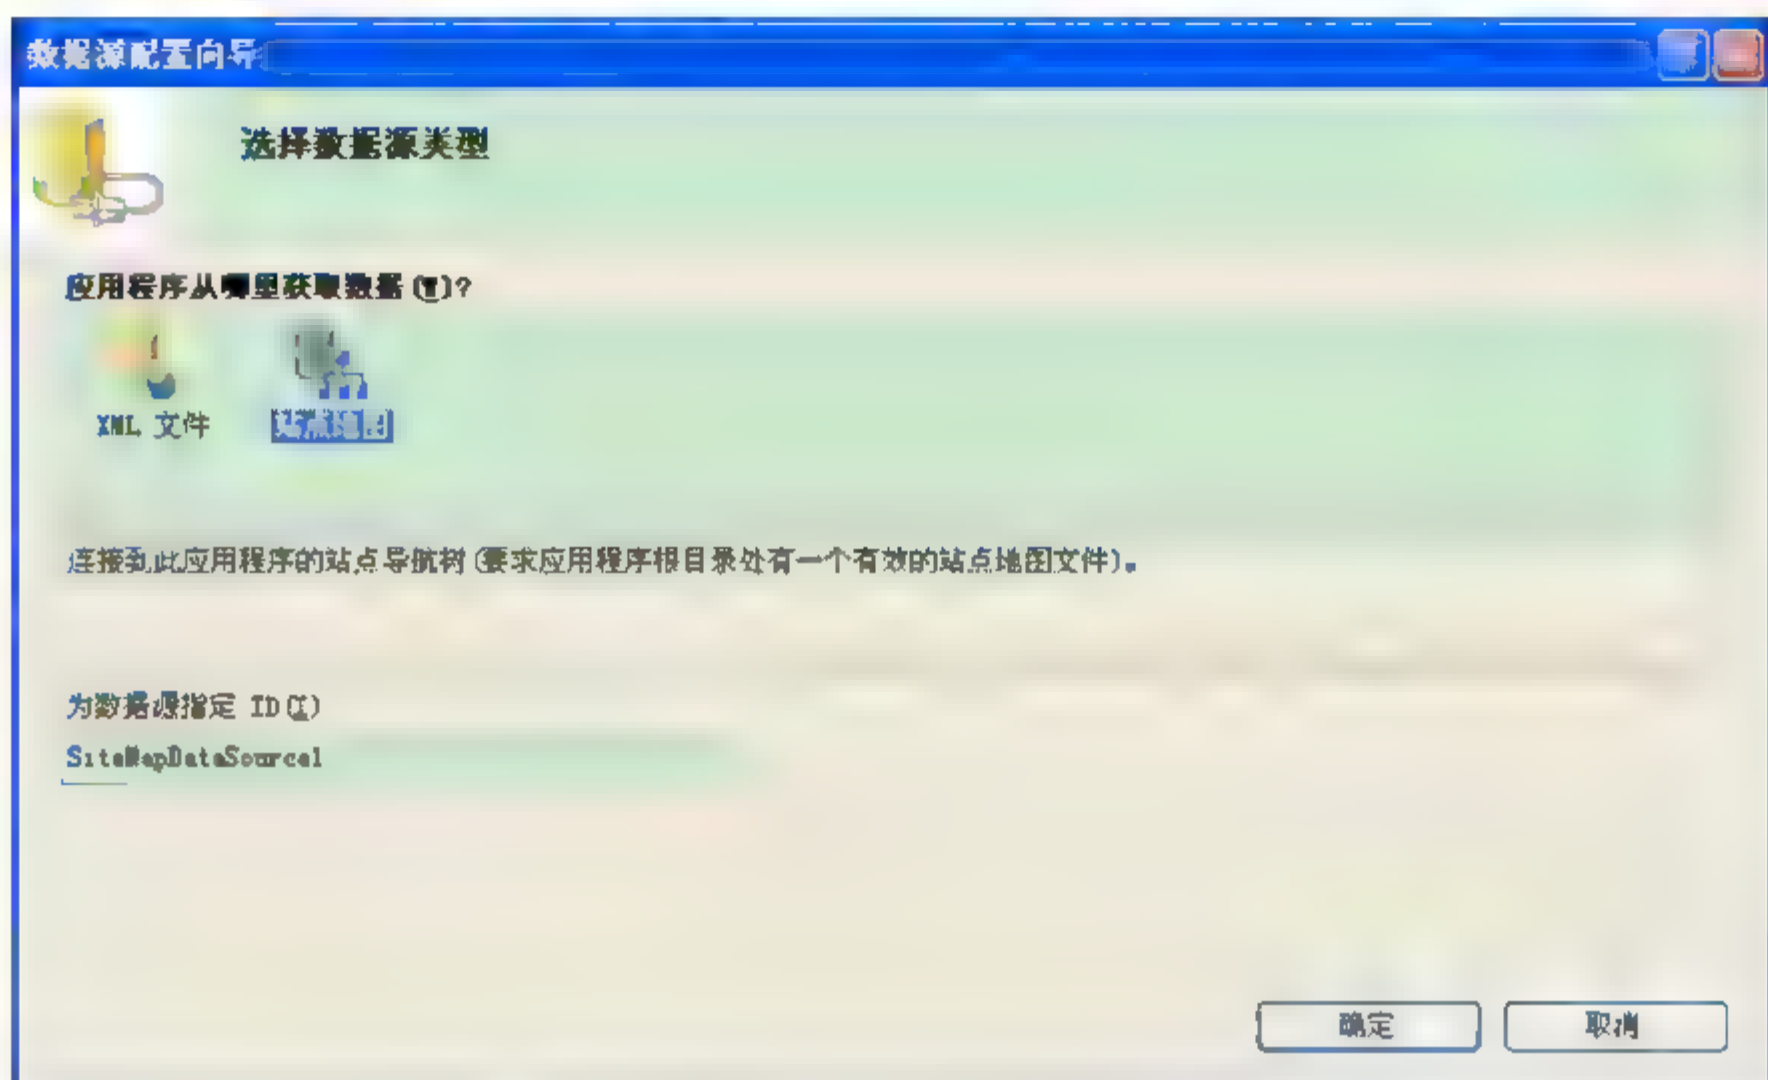 数据源配置向导
选择数据源类型
应用程序从哪里获取数据(W)?
XML 文件 站点地图
连接到此应用程序的站点导航树(要求应用程序根目录处有一个有效的站点地图文件)。
为数据源指定 ID(I)
SiteMapDataSource1
确定 取消